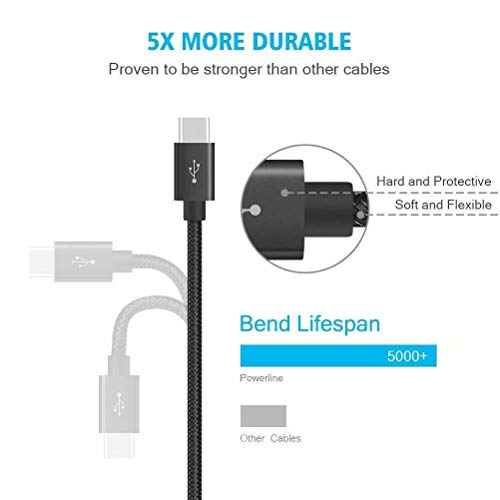 5X MORE DURABLE
Proven to be stronger than other cables
Hard and Protective
Soft and Flexible
Bend Lifespan
5000+
Powerline
Other Cables